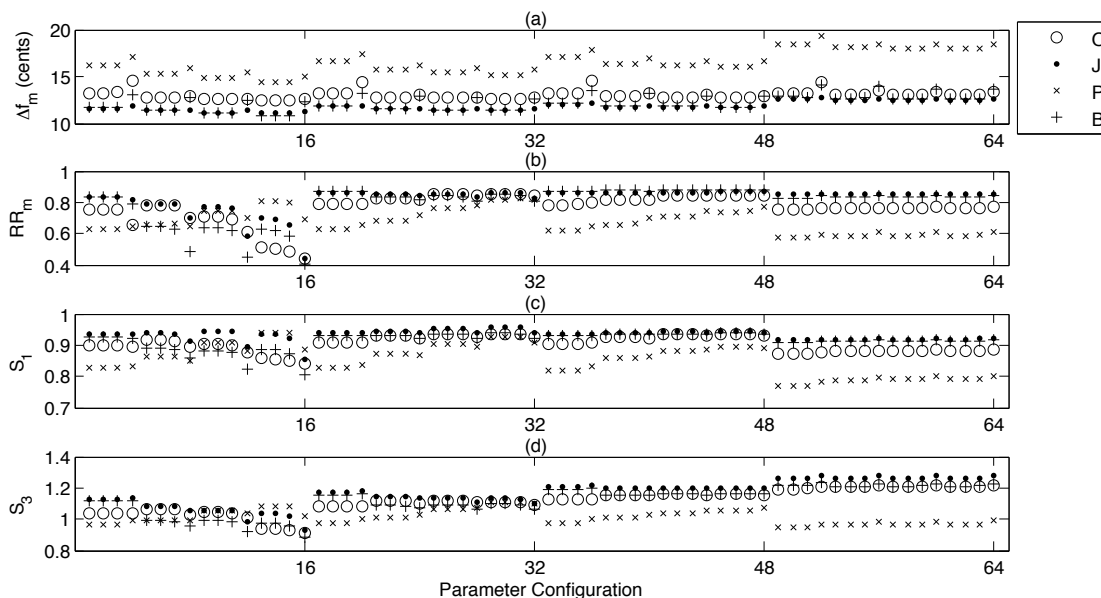 (a)
Δf_m (cents)
20
15
10
16
32
48
64
C
J
P
B
(b)
RR_m
1
0.8
0.6
0.4
16
32
48
64
(c)
S_1
1
0.9
0.8
0.7
16
32
48
64
(d)
S_3
1.4
1.2
1
0.8
16
32
48
64
Parameter Configuration